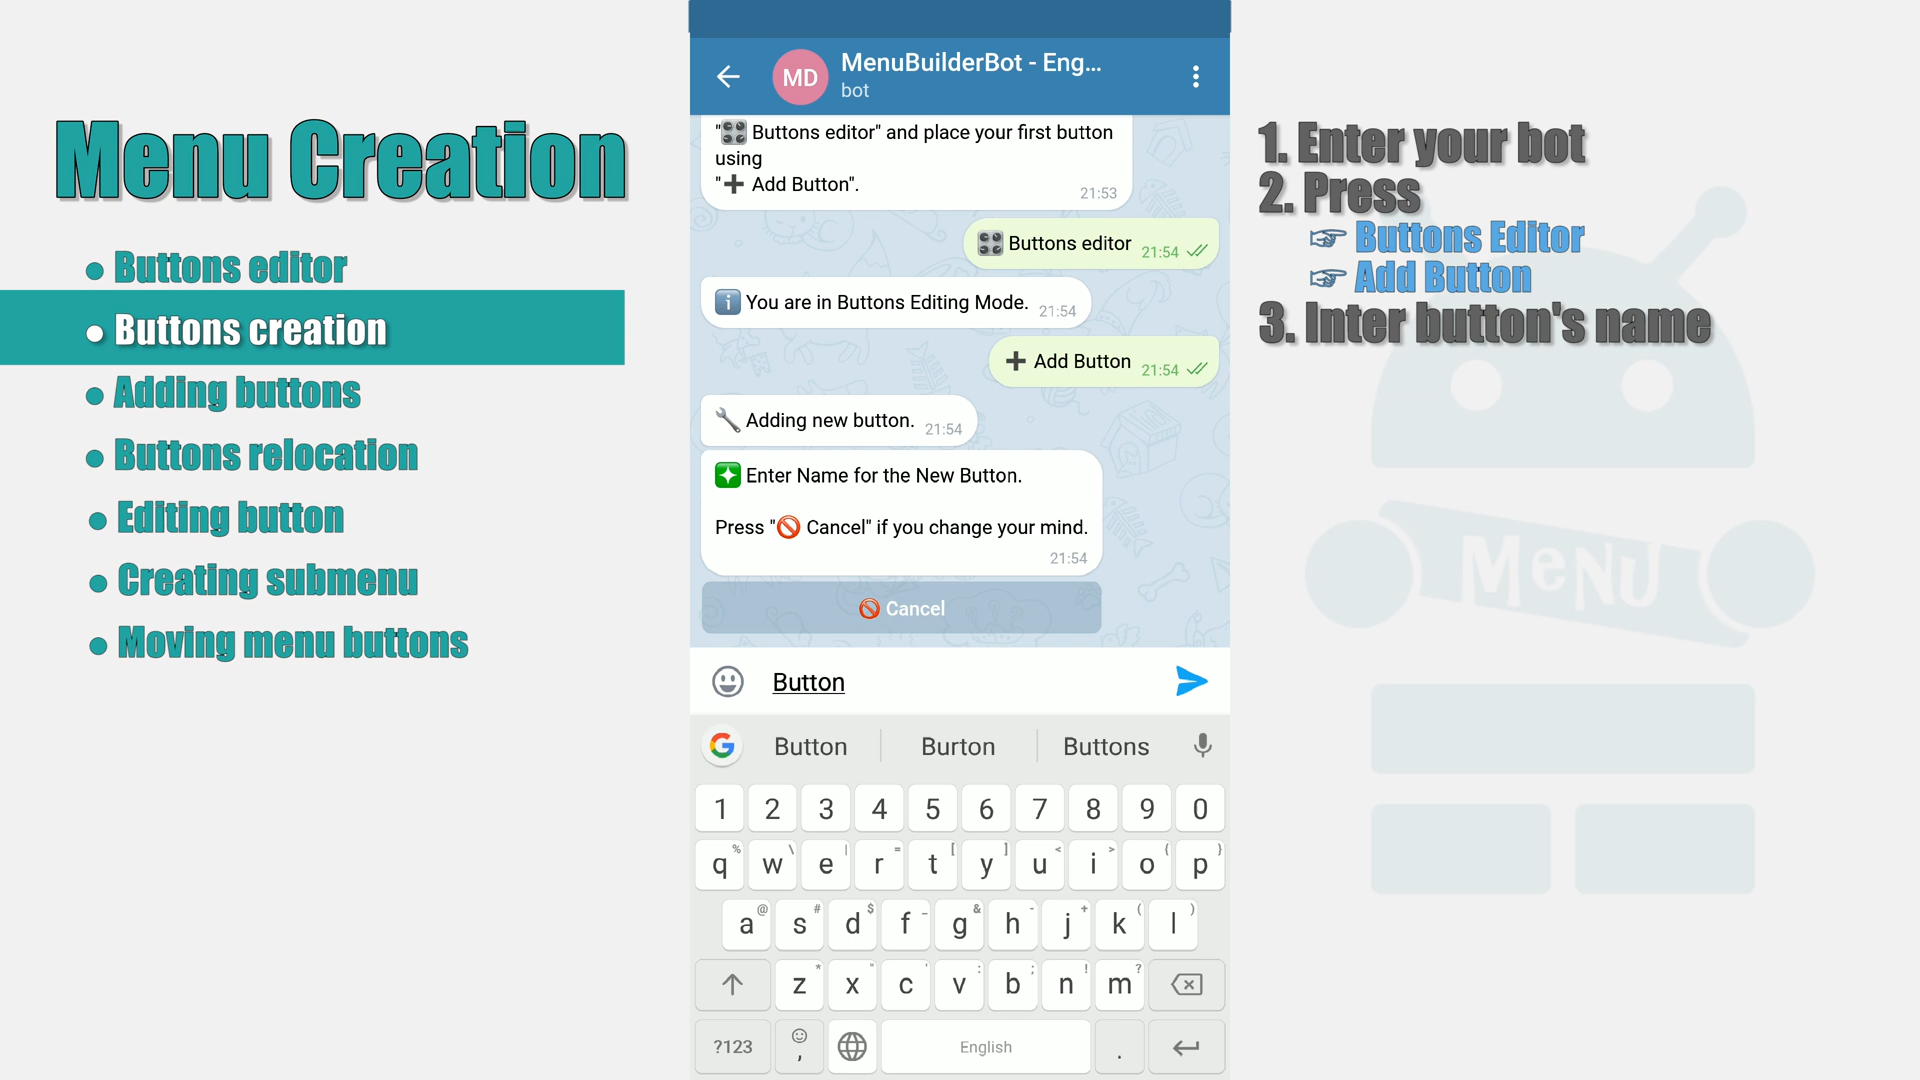 Menu Creation
● Buttons editor
● Buttons creation
● Adding buttons
● Buttons relocation
● Editing button
● Creating submenu
● Moving menu buttons
MD
MenuBuilderBot - Eng...
bot
"🎛 Buttons editor" and place your first button
using
"➕ Add Button".
21:53
🎛 Buttons editor 21:54
ℹ️ You are in Buttons Editing Mode. 21:54
➕ Add Button 21:54
🔧 Adding new button. 21:54
Enter Name for the New Button.
Press "🚫 Cancel" if you change your mind.
21:54
🚫 Cancel
Button
G Button Burton Buttons
1 2 3 4 5 6 7 8 9 0
q % w \ e | r = t [ y ] u < i > o { p }
a @ s # d $ f _ g & h - j + k ( l )
z * x " c ' v : b ; n ! m ?
?123 , English .
1. Enter your bot
2. Press
☞ Buttons Editor
☞ Add Button
3. Inter button's name
MeNU